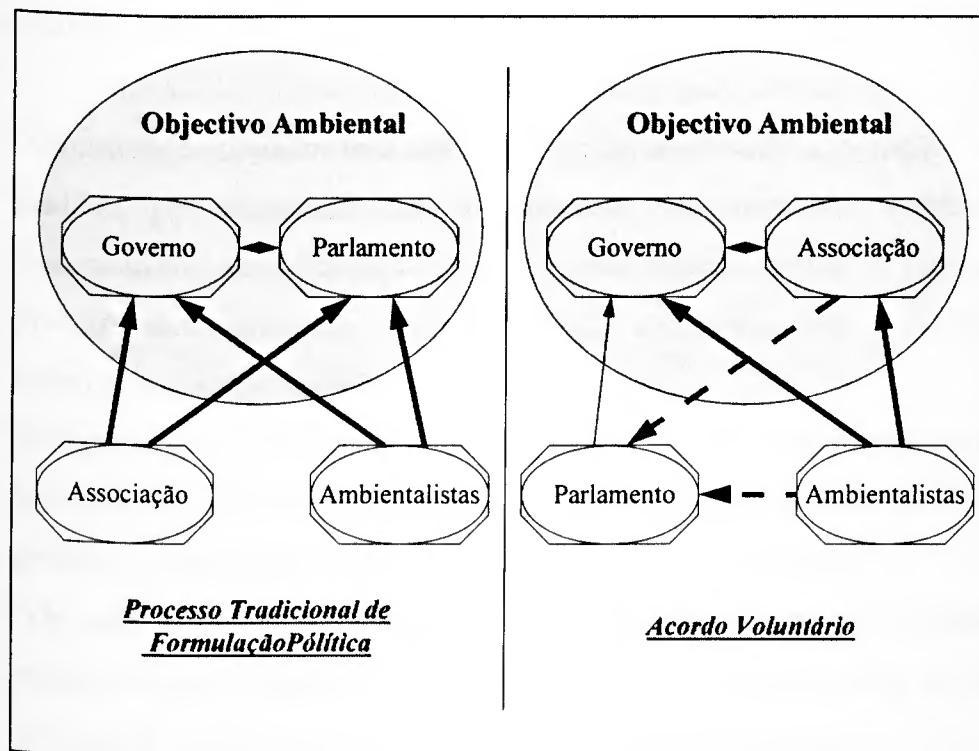 Objectivo Ambiental
Governo
Parlamento
Associação
Ambientalistas
Processo Tradicional de
FormulaçãoPólítica
Objectivo Ambiental
Governo
Associação
Parlamento
Ambientalistas
Acordo Voluntário